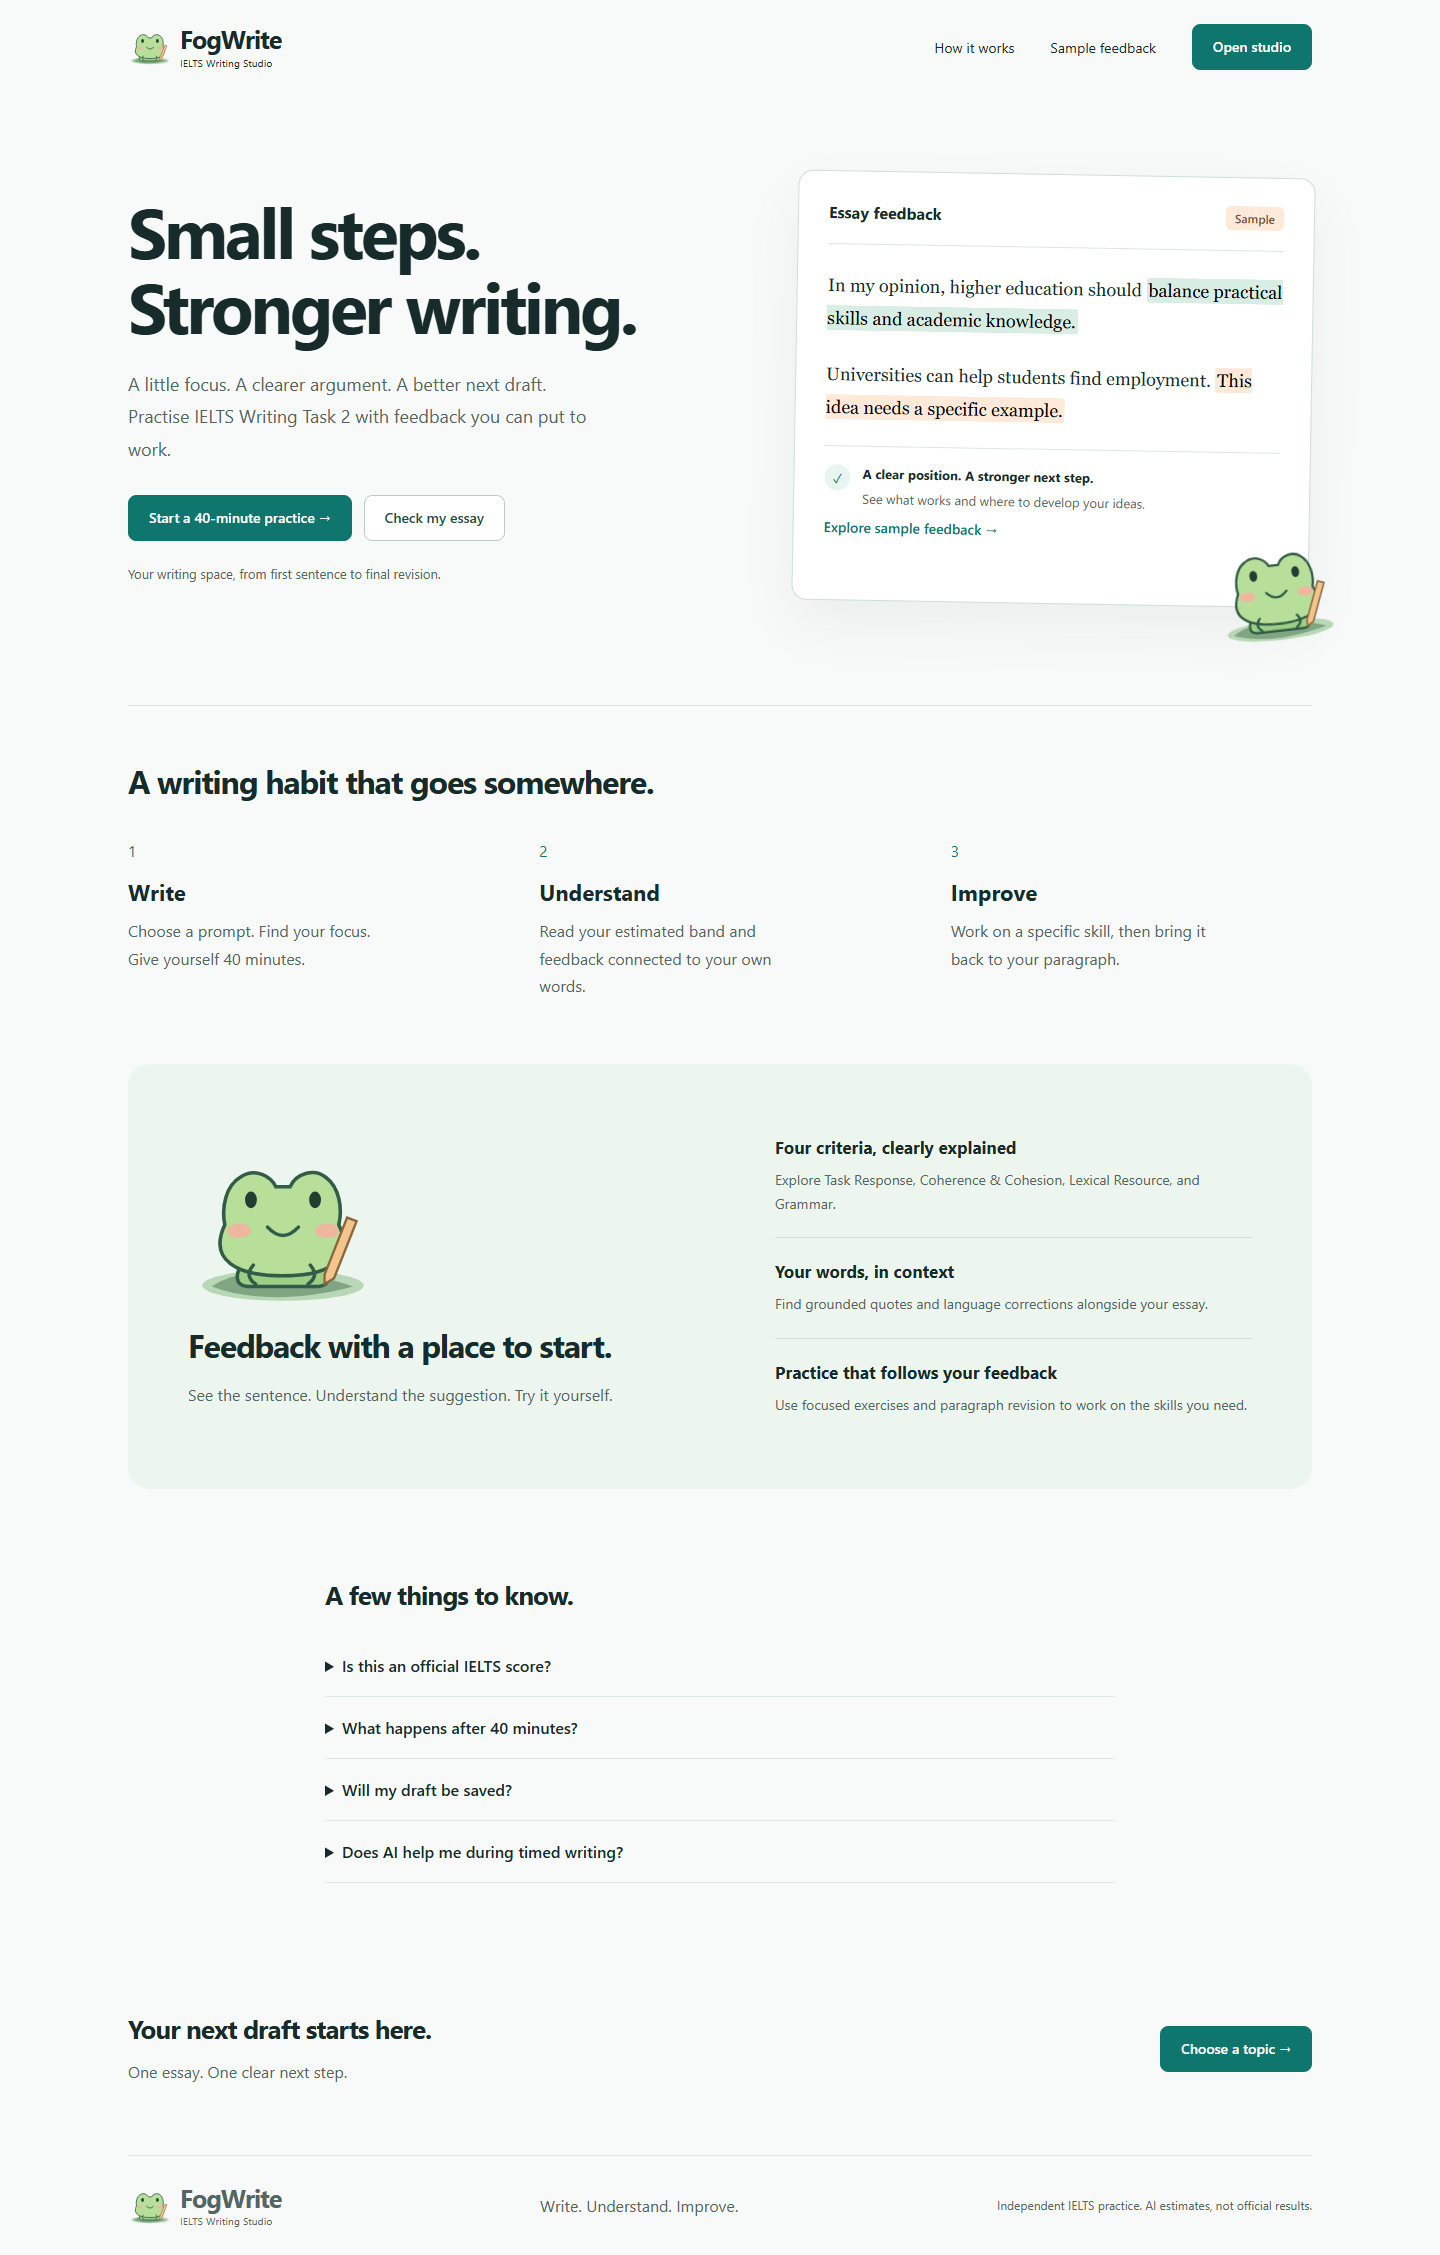 FogWrite
IELTS Writing Studio
How it works
Sample feedback
Open studio
Small steps.
Stronger writing.
A little focus. A clearer argument. A better next draft.
Practise IELTS Writing Task 2 with feedback you can put to
work.
Start a 40-minute practice →
Check my essay
Your writing space, from first sentence to final revision.
Essay feedback
Sample
In my opinion, higher education should balance practical
skills and academic knowledge.
Universities can help students find employment. This
idea needs a specific example.
✓
A clear position. A stronger next step.
See what works and where to develop your ideas.
Explore sample feedback →
A writing habit that goes somewhere.
1
Write
Choose a prompt. Find your focus.
Give yourself 40 minutes.
2
Understand
Read your estimated band and
feedback connected to your own
words.
3
Improve
Work on a specific skill, then bring it
back to your paragraph.
Feedback with a place to start.
See the sentence. Understand the suggestion. Try it yourself.
Four criteria, clearly explained
Explore Task Response, Coherence & Cohesion, Lexical Resource, and
Grammar.
Your words, in context
Find grounded quotes and language corrections alongside your essay.
Practice that follows your feedback
Use focused exercises and paragraph revision to work on the skills you need.
A few things to know.
Is this an official IELTS score?
What happens after 40 minutes?
Will my draft be saved?
Does AI help me during timed writing?
Your next draft starts here.
One essay. One clear next step.
Choose a topic →
FogWrite
IELTS Writing Studio
Write. Understand. Improve.
Independent IELTS practice. AI estimates, not official results.